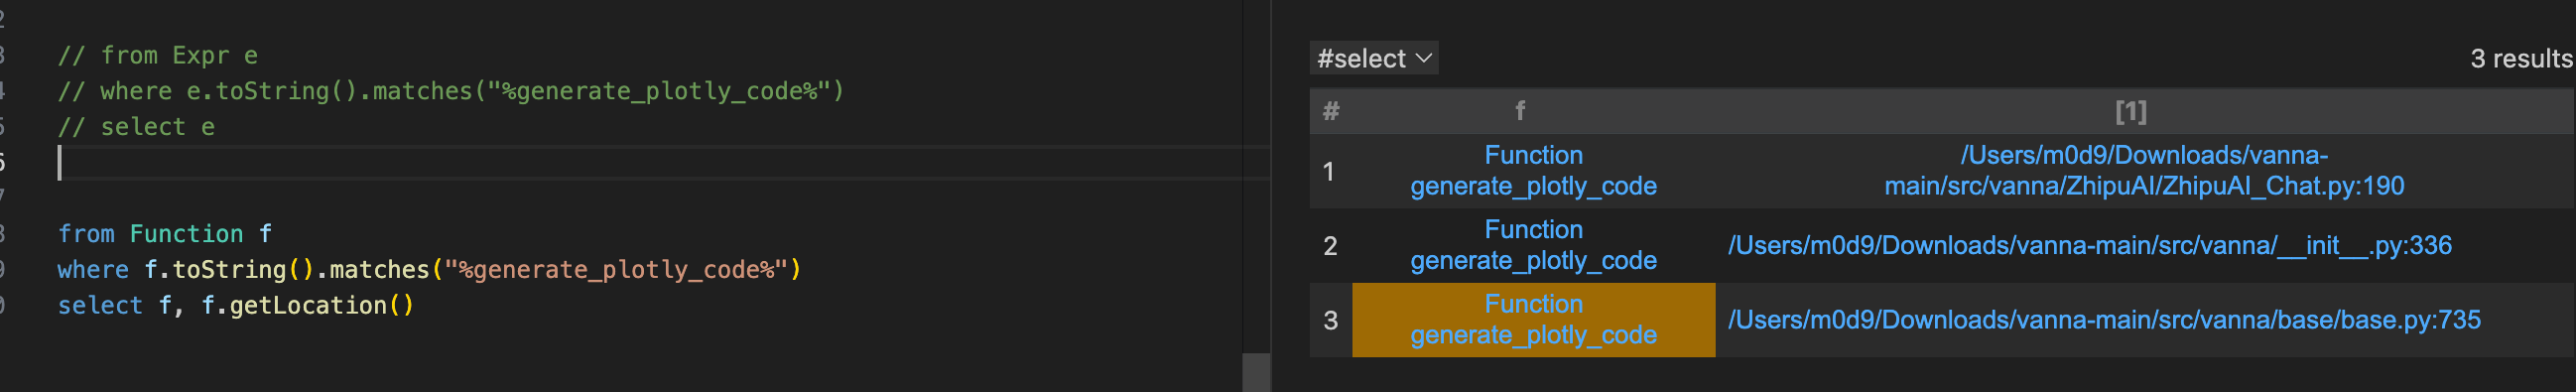 // from Expr e
// where e.toString().matches("%generate_plotly_code%")
// select e
from Function f
where f.toString().matches("%generate_plotly_code%")
select f, f.getLocation()
#select
3 results
# f [1]
1 Function generate_plotly_code /Users/m0d9/Downloads/vanna-
main/src/vanna/ZhipuAI/ZhipuAI_Chat.py:190
2 Function generate_plotly_code /Users/m0d9/Downloads/vanna-main/src/vanna/__init__.py:336
3 Function generate_plotly_code /Users/m0d9/Downloads/vanna-main/src/vanna/base/base.py:735